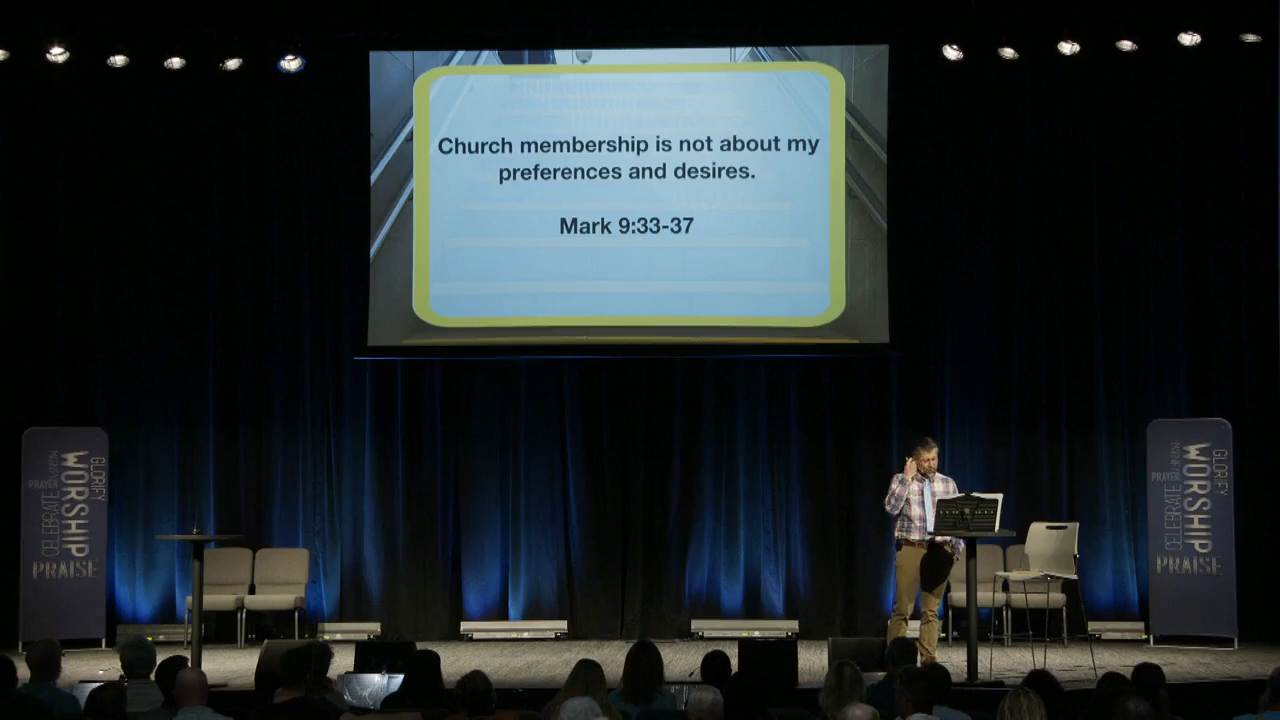 Church membership is not about my
preferences and desires.
Mark 9:33-37
GLORIFY
WORSHIP
PRAYER
CELEBRATE
PRAISE
GLORIFY
WORSHIP
PRAYER
CELEBRATE
PRAISE